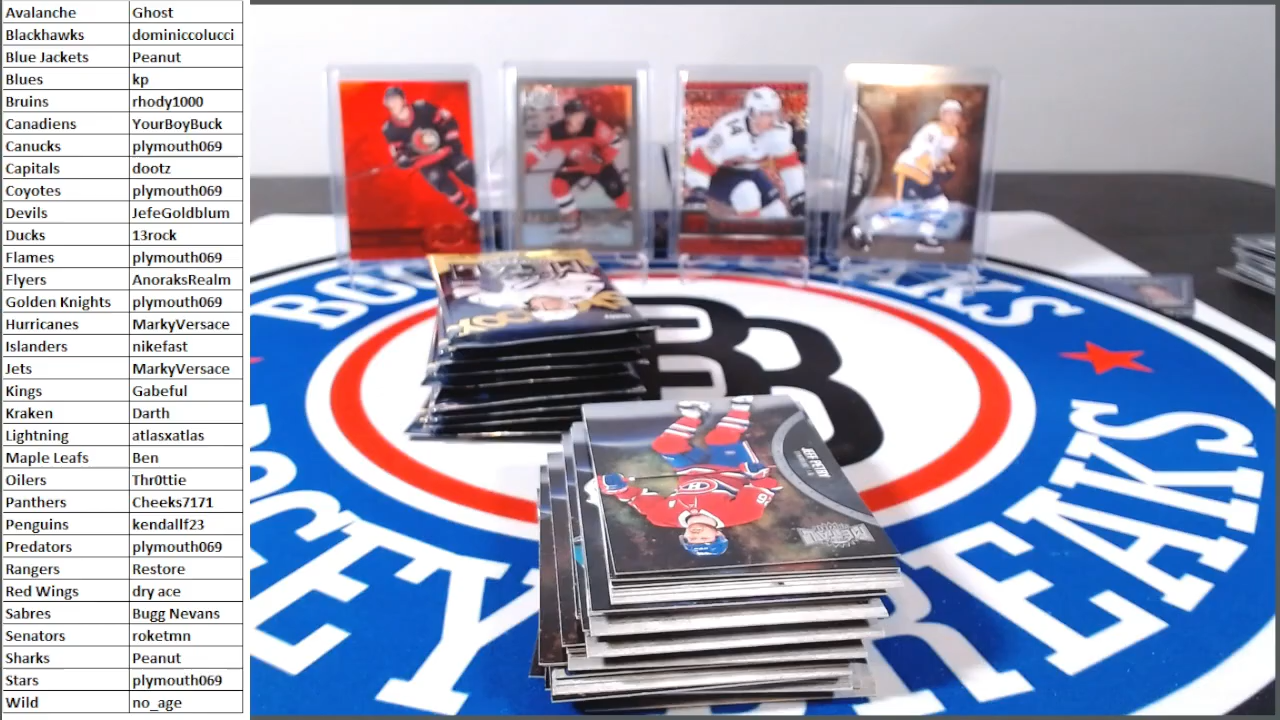 Avalanche Ghost
Blackhawks dominiccolucci
Blue Jackets Peanut
Blues kp
Bruins rhody1000
Canadiens YourBoyBuck
Canucks plymouth069
Capitals dootz
Coyotes plymouth069
Devils JefeGoldblum
Ducks 13rock
Flames plymouth069
Flyers AnoraksRealm
Golden Knights plymouth069
Hurricanes MarkyVersace
Islanders nikefast
Jets MarkyVersace
Kings Gabeful
Kraken Darth
Lightning atlasxatlas
Maple Leafs Ben
Oilers Thr0ttie
Panthers Cheeks7171
Penguins kendallf23
Predators plymouth069
Rangers Restore
Red Wings dry ace
Sabres Bugg Nevans
Senators roketmn
Sharks Peanut
Stars plymouth069
Wild no_age
JEFF PETRY